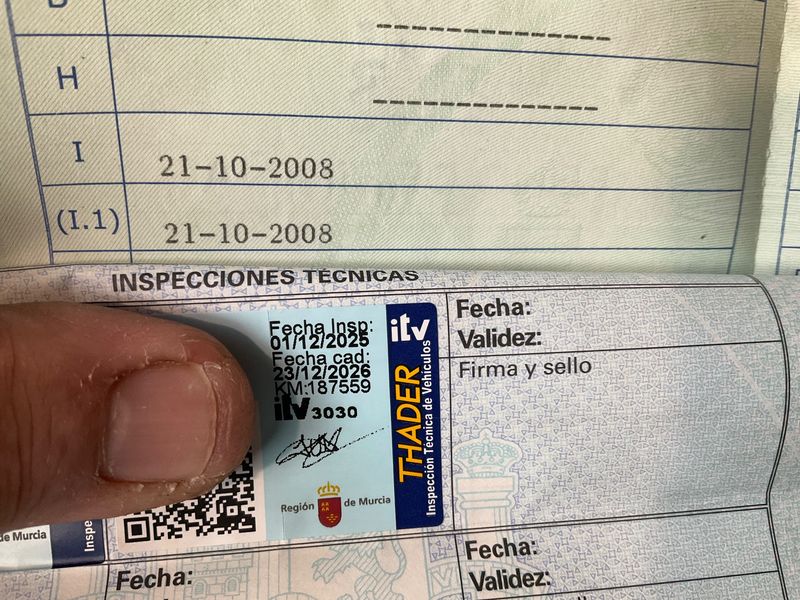 H
I
21-10-2008
(I.1)
21-10-2008
INSPECCIONES TÉCNICAS
Fecha Insp:
01/12/2025
Fecha cad:
23/12/2026
KM:187559
itv 3030
Región de Murcia
itv
THADER
Inspección Técnica de Vehículos
Fecha:
Validez:
Firma y sello
de Murcia
Inspe
Fecha:
Fecha:
Validez: